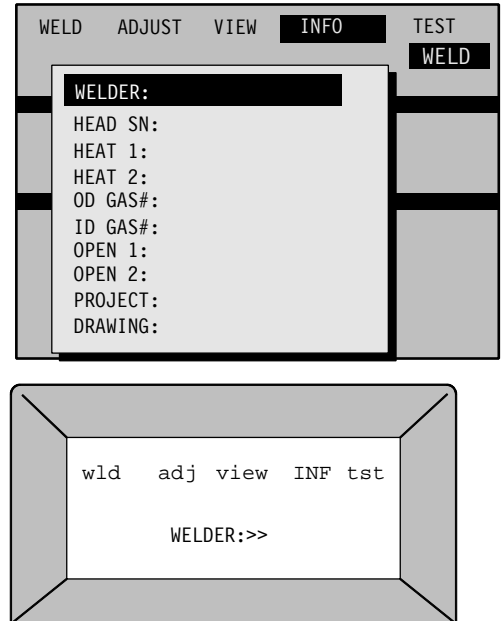 WELD ADJUST VIEW INFO TEST
WELD
WELDER:
HEAD SN:
HEAT 1:
HEAT 2:
OD GAS#:
ID GAS#:
OPEN 1:
OPEN 2:
PROJECT:
DRAWING:
wld adj view INF tst
WELDER:>>